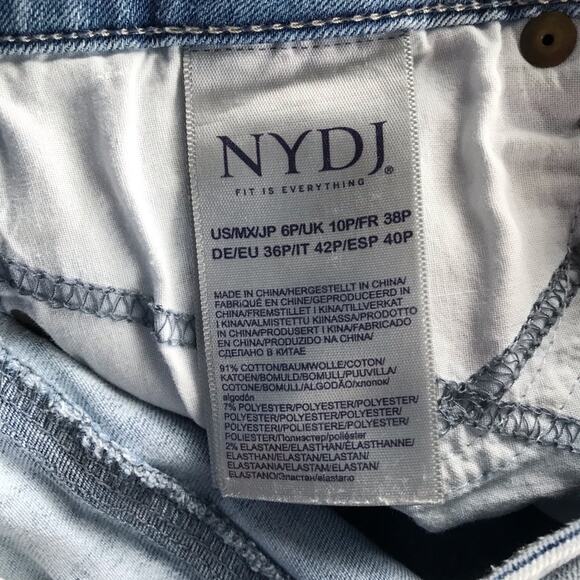 NYDJ®
FIT IS EVERYTHING
US/MX/JP 6P/UK 10P/FR 38P
DE/EU 36P/IT 42P/ESP 40P
MADE IN CHINA/HERGESTELLT IN CHINA/
FABRIQUÉ EN CHINE/GEPRODUCEERD IN
CHINA/FREMSTILLET I KINA/TILLVERKAT
I KINA/VALMISTETTU KIINASSA/PRODOTTO
IN CHINA/PRODUSERT I KINA/FABRICADO
EN CHINA/PRODUZIDO NA CHINA/
СДЕЛАНО В КИТАЕ
91% COTTON/BAUMWOLLE/COTON/
KATOEN/BOMULD/BOMULL/PUUVILLA/
COTONE/BOMULL/ALGODÃO/хлопок/
algodón
7% POLYESTER/POLYESTER/POLYESTER/
POLYESTER/POLYESTER/POLYESTER/
POLYESTERI/POLIESTERE/POLYESTER/
POLIESTER/Полиэстер/poliéster
2% ELASTANE/ELASTHAN/ÉLASTHANNE/
ELASTHAN/ELASTAN/ELASTAN/
ELASTAANIA/ELASTAM/ELASTAN/
ELASTANO/Эластан/elastano